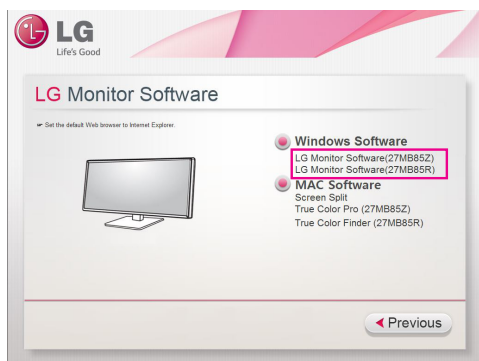 LG
Life's Good
LG Monitor Software
☞ Set the default Web browser to Internet Explorer.
Windows Software
LG Monitor Software(27MB85Z)
LG Monitor Software(27MB85R)
MAC Software
Screen Split
True Color Pro (27MB85Z)
True Color Finder (27MB85R)
Previous